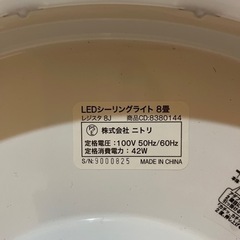 LEDシーリングライト 8畳
レジスタ 8J 商品CD:8380144
株式会社 ニトリ
定格電圧:100V 50Hz/60Hz
定格消費電力:42W
S/N:9000825 MADE IN CHINA